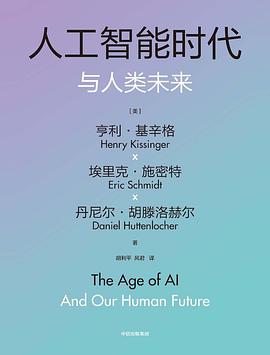 人工智能时代
与人类未来
[美]
亨利·基辛格
Henry Kissinger
x
埃里克·施密特
Eric Schmidt
x
丹尼尔·胡滕洛赫尔
Daniel Huttenlocher
著
胡利平 风君 译
The Age of AI
And Our Human Future
中信出版集团